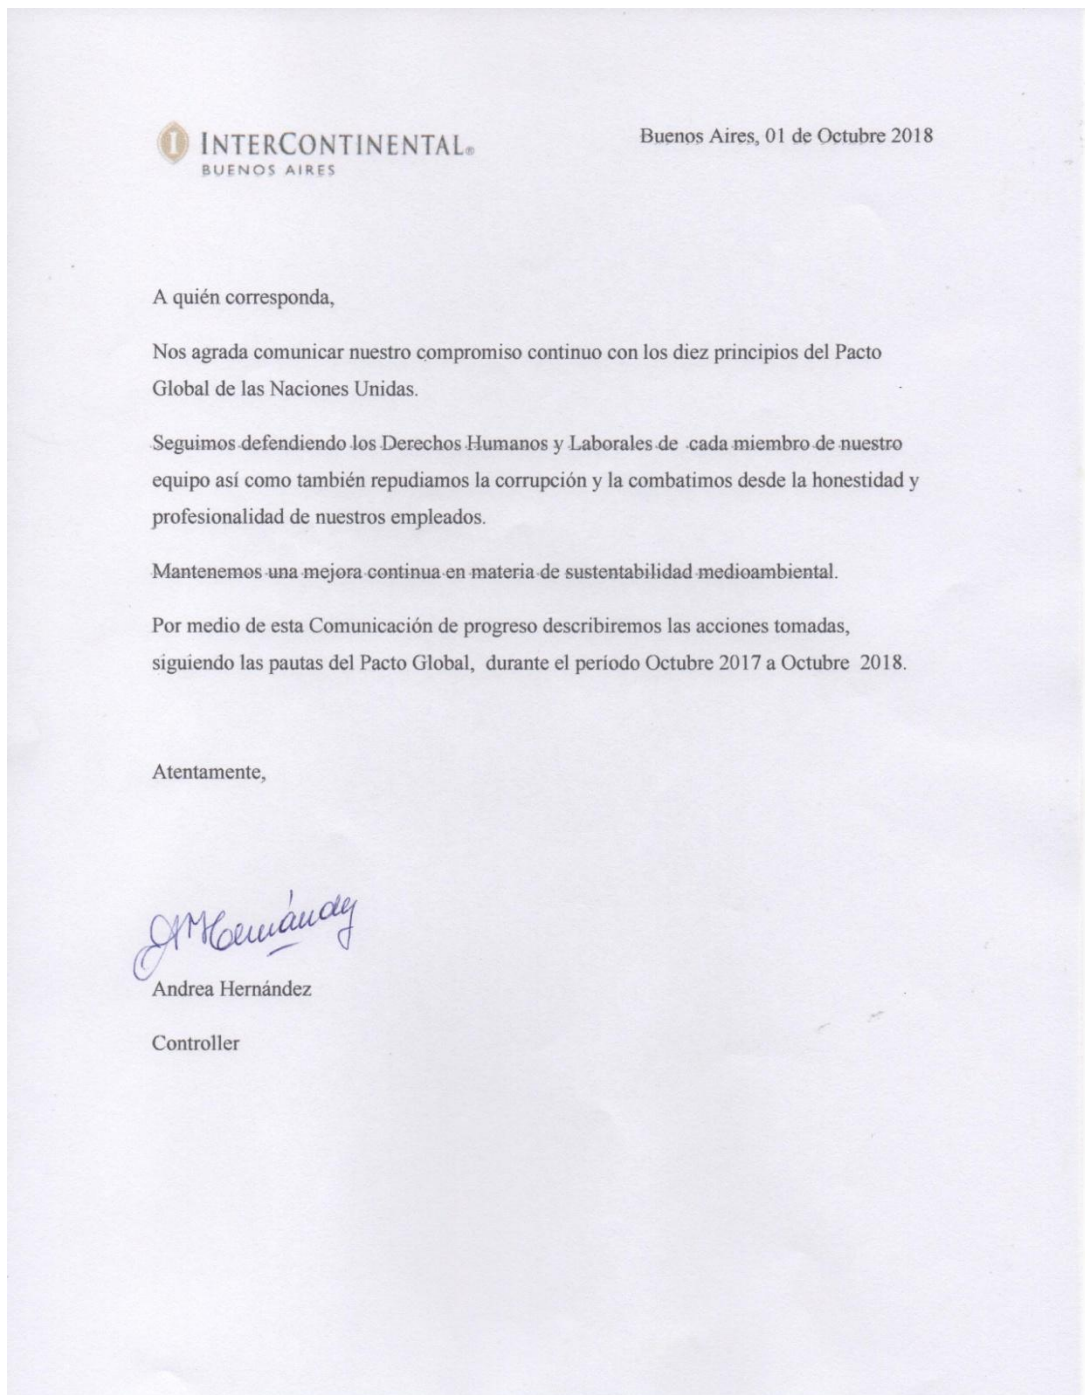 INTERCONTINENTAL®
BUENOS AIRES
Buenos Aires, 01 de Octubre 2018
A quién corresponda,
Nos agrada comunicar nuestro compromiso continuo con los diez principios del Pacto
Global de las Naciones Unidas.
Seguimos defendiendo los Derechos Humanos y Laborales de cada miembro de nuestro
equipo así como también repudiamos la corrupción y la combatimos desde la honestidad y
profesionalidad de nuestros empleados.
Mantenemos una mejora continua en materia de sustentabilidad medioambiental.
Por medio de esta Comunicación de progreso describiremos las acciones tomadas,
siguiendo las pautas del Pacto Global, durante el período Octubre 2017 a Octubre 2018.
Atentamente,
AHernández
Andrea Hernández
Controller